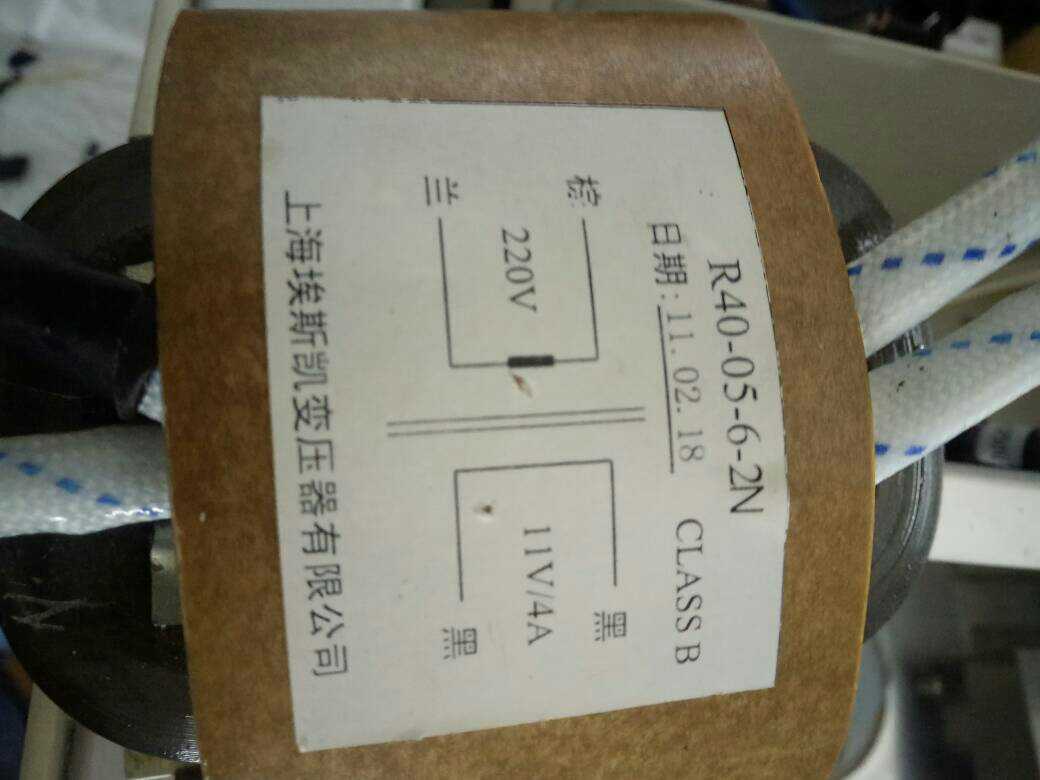 R40-05-6-2N
日期:11.02.18 CLASS B
棕 黑
220V 11V/4A
兰 黑
上海埃斯凯变压器有限公司